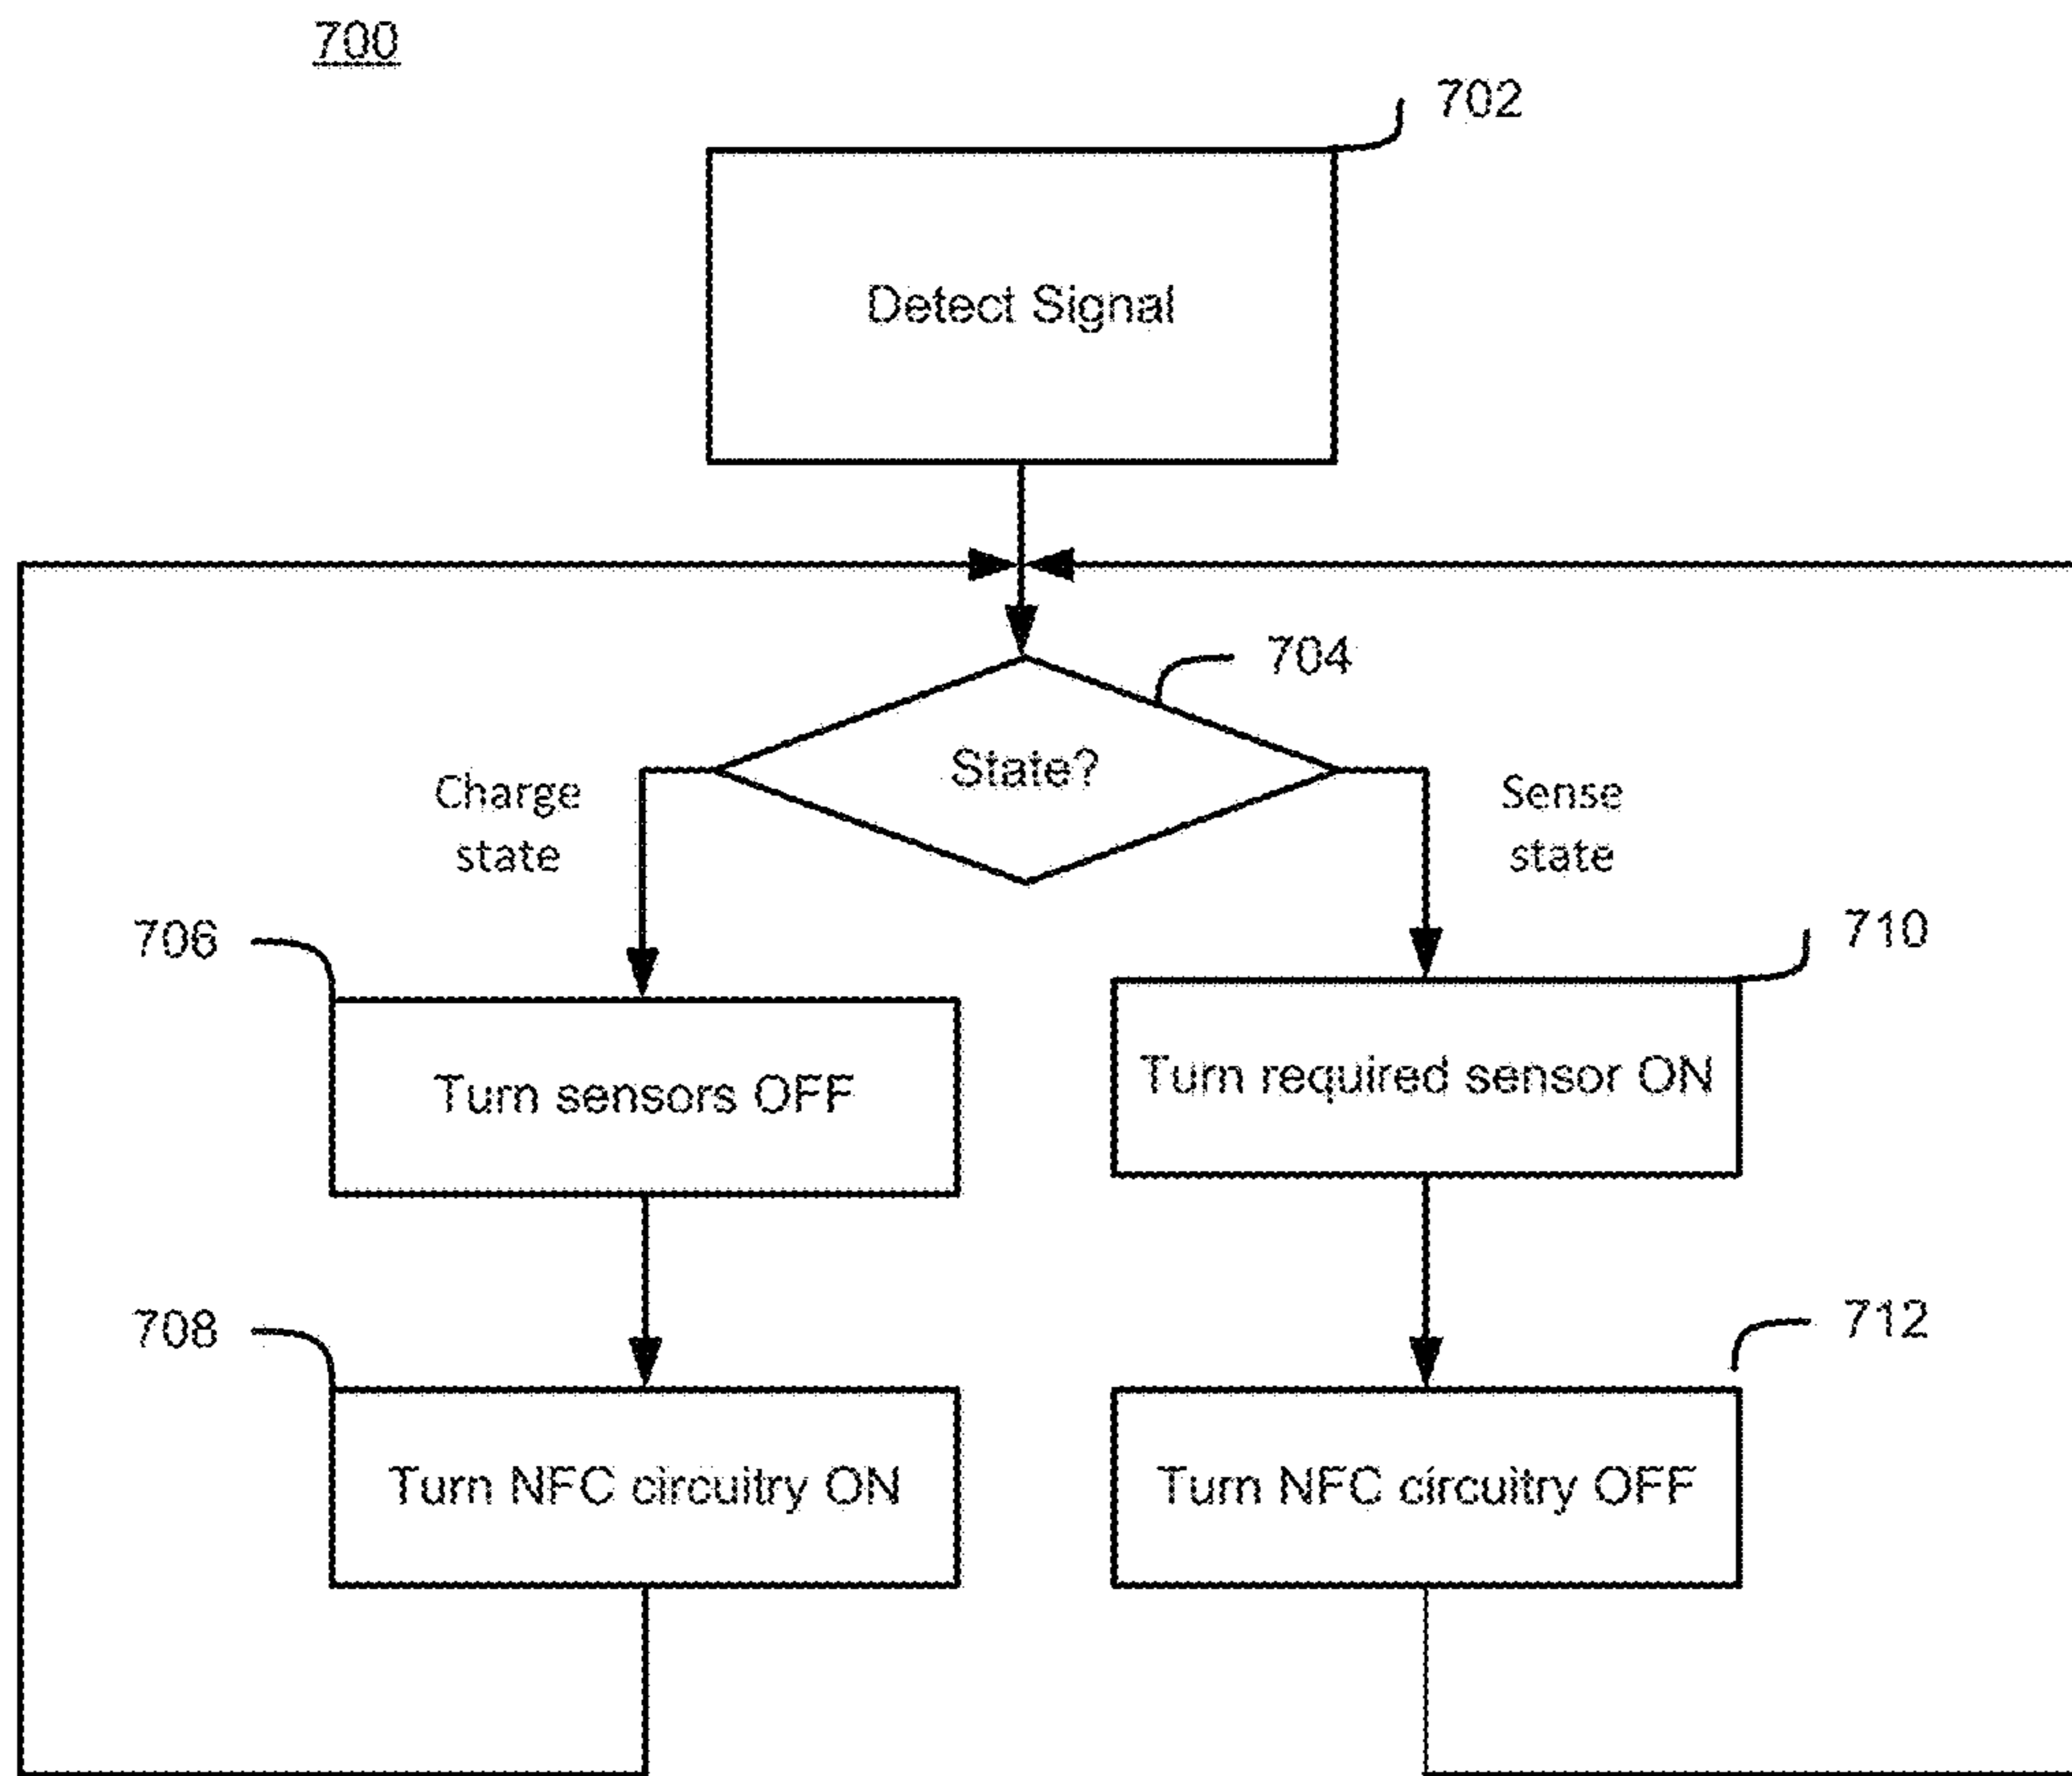 700
702
Detect Signal
704
State?
Charge
state
Sense
state
706
710
Turn sensors OFF
Turn required sensor ON
708
712
Turn NFC circuitry ON
Turn NFC circuitry OFF